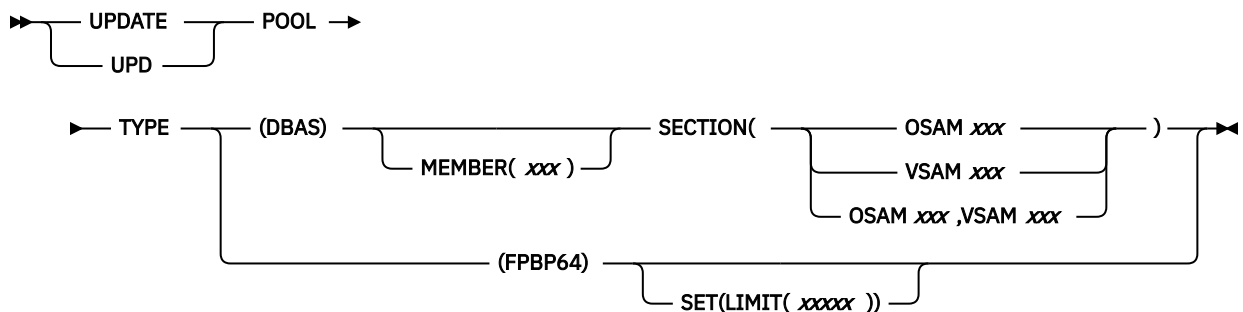 UPDATE POOL
UPD
TYPE (DBAS) SECTION( OSAM xxx )
MEMBER( xxx ) VSAM xxx
OSAM xxx ,VSAM xxx
(FPBP64)
SET(LIMIT( xxxxx ))